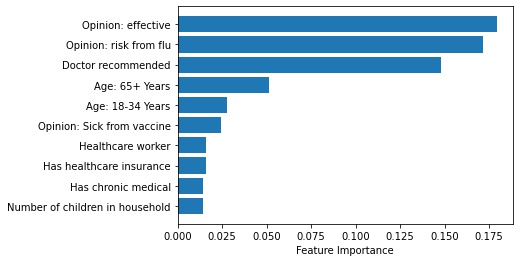 Opinion: effective
Opinion: risk from flu
Doctor recommended
Age: 65+ Years
Age: 18-34 Years
Opinion: Sick from vaccine
Healthcare worker
Has healthcare insurance
Has chronic medical
Number of children in household
0.000 0.025 0.050 0.075 0.100 0.125 0.150 0.175
Feature Importance